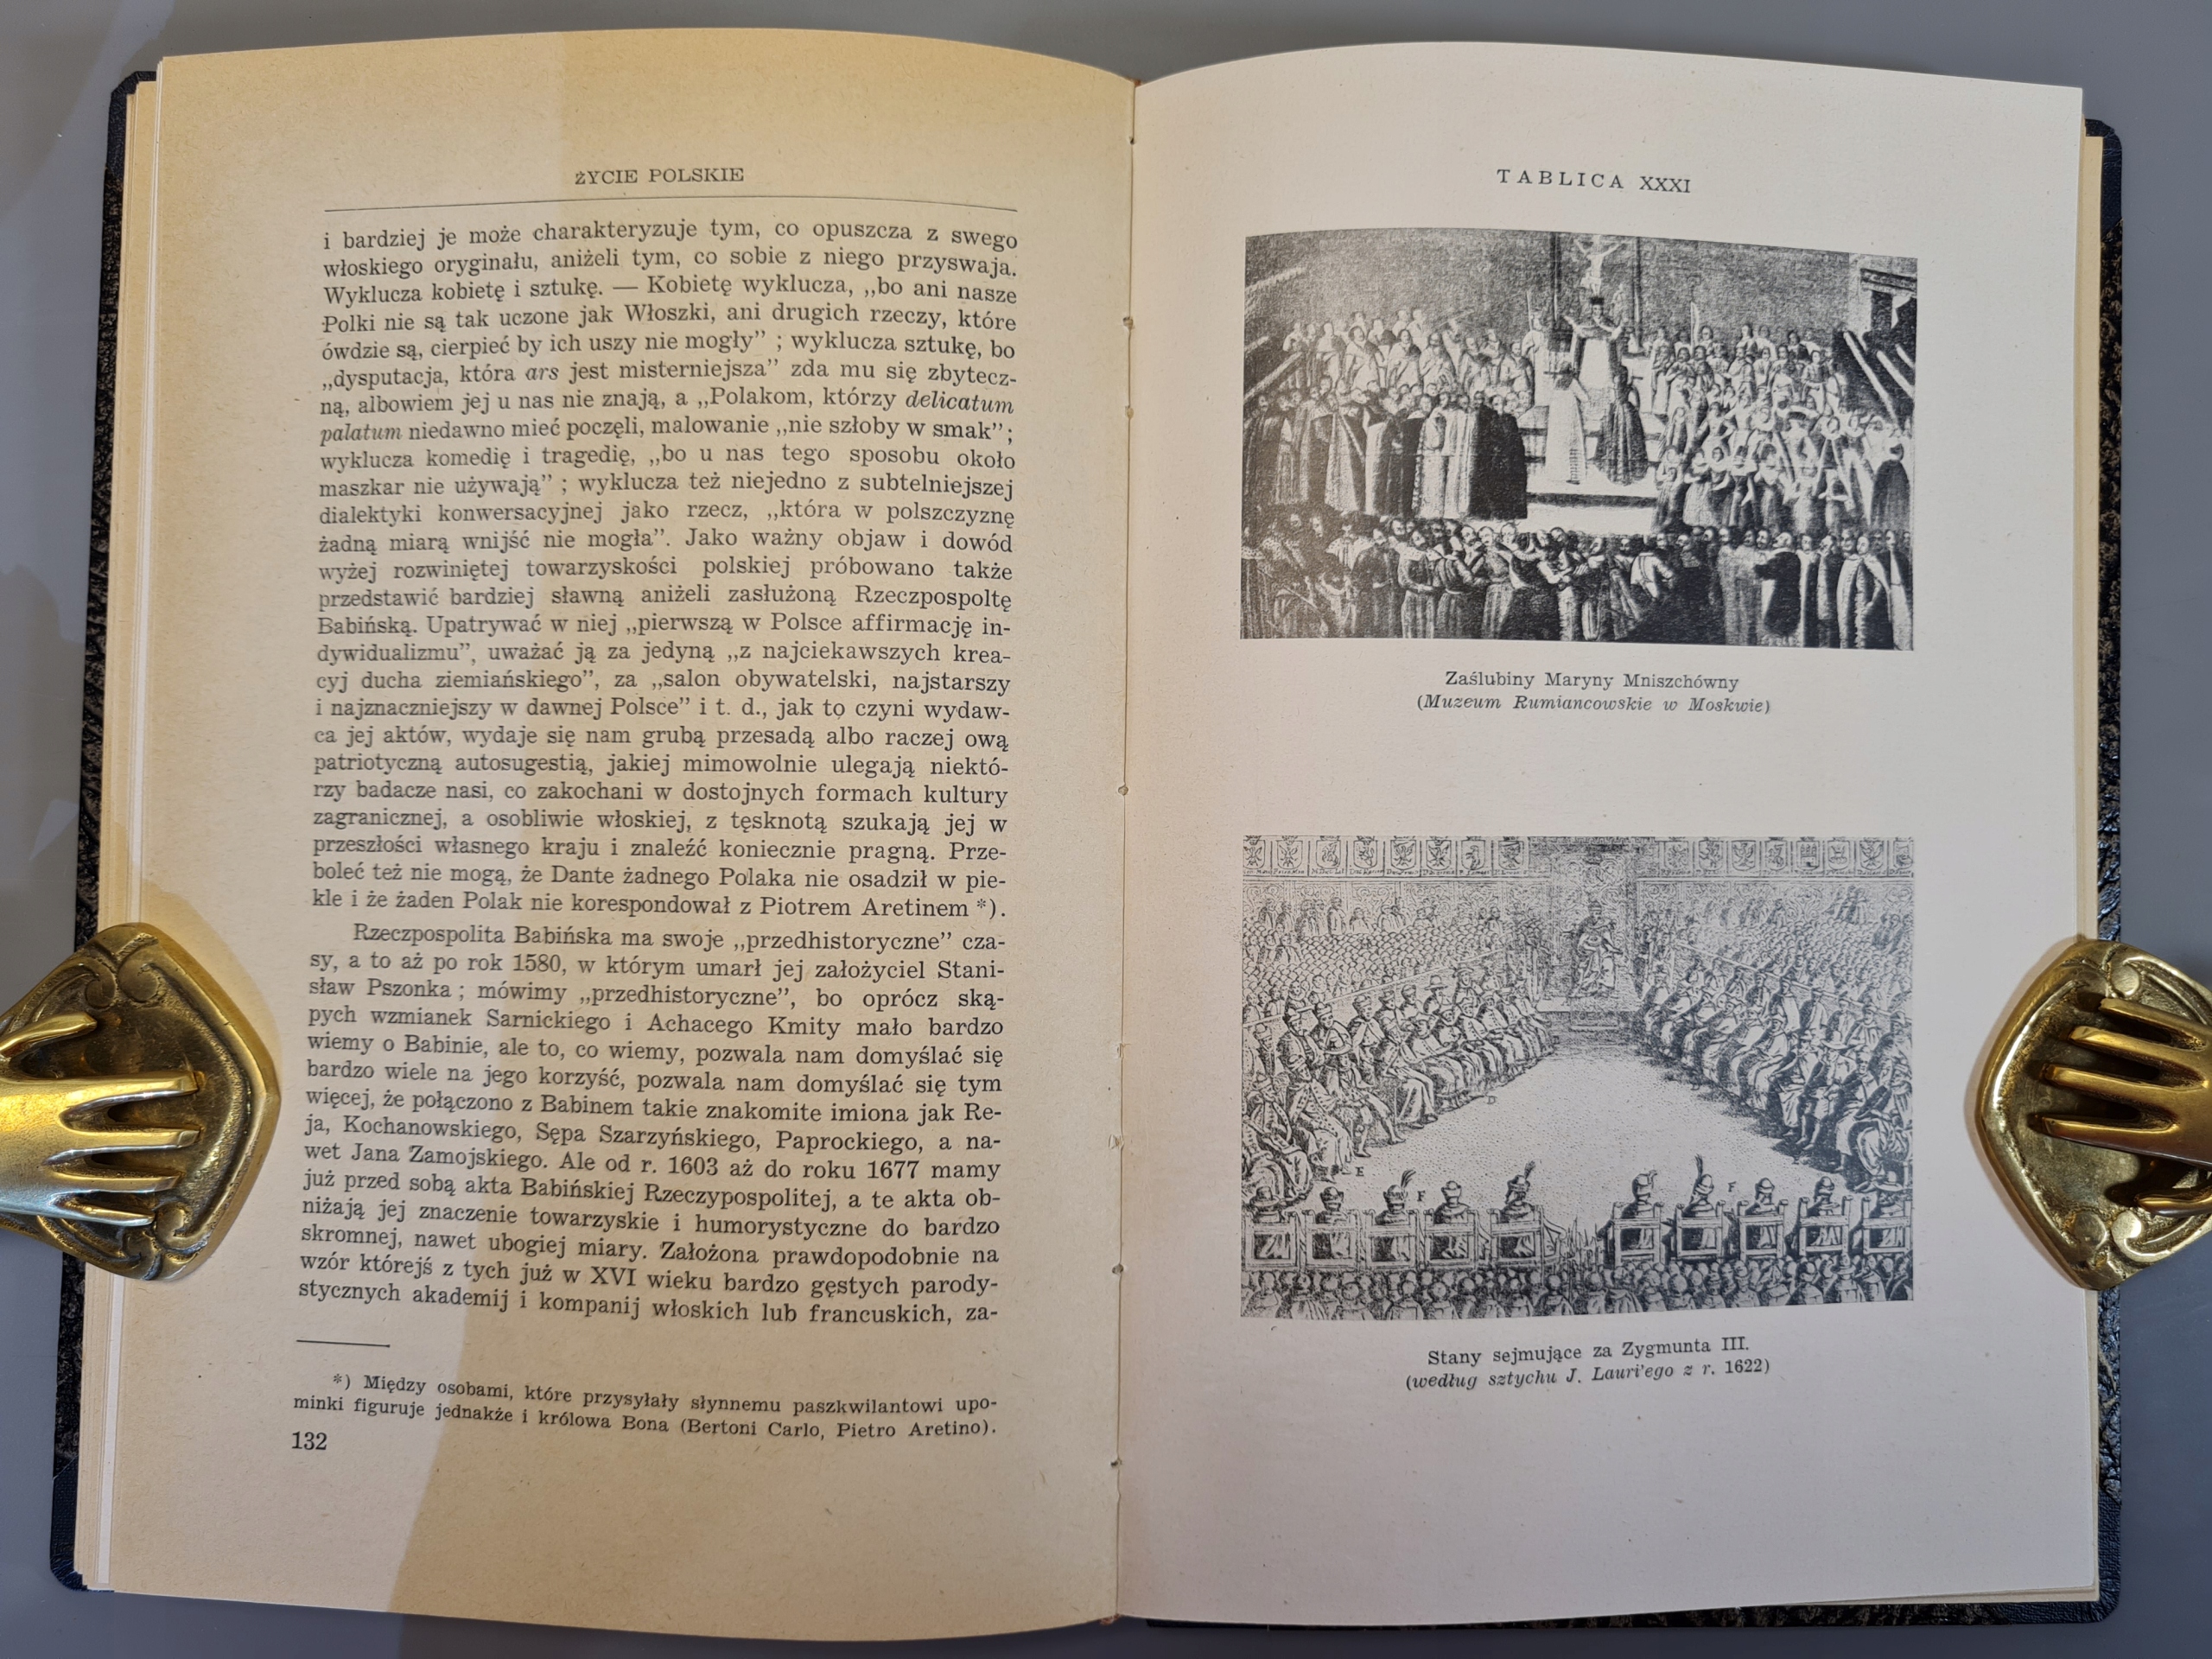 ŻYCIE POLSKIE
i bardziej je może charakteryzuje tym, co opuszcza z swego
włoskiego oryginału, aniżeli tym, co sobie z niego przyswaja.
Wyklucza kobietę i sztukę. — Kobietę wyklucza, „bo ani nasze
Polki nie są tak uczone jak Włoszki, ani drugich rzeczy, które
ówdzie są, cierpieć by ich uszy nie mogły” ; wyklucza sztukę, bo
„dysputacja, która ars jest misterniejsza” zda mu się zbytecz-
ną, albowiem jej u nas nie znają, a „Polakom, którzy delicatum
palatum niedawno mieć poczęli, malowanie „nie szłoby w smak”;
wyklucza komedię i tragedię, „bo u nas tego sposobu około
maszkar nie używają” ; wyklucza też niejedno z subtelniejszej
dialektyki konwersacyjnej jako rzecz, „która w polszczyznę
żadną miarą wnijść nie mogła”. Jako ważny objaw i dowód
wyżej rozwiniętej towarzyskości polskiej próbowano także
przedstawić bardziej sławną aniżeli zasłużoną Rzeczpospoltę
Babińską. Upatrywać w niej „pierwszą w Polsce affirmację in-
dywidualizmu”, uważać ją za jedyną „z najciekawszych krea-
cyj ducha ziemiańskiego”, za „salon obywatelski, najstarszy
i najznaczniejszy w dawnej Polsce” i t. d., jak to czyni wydaw-
ca jej aktów, wydaje się nam grubą przesadą albo raczej ową
patriotyczną autosugestią, jakiej mimowolnie ulegają niektó-
rzy badacze nasi, co zakochani w dostojnych formach kultury
zagranicznej, a osobliwie włoskiej, z tęsknotą szukają jej w
przeszłości własnego kraju i znaleźć koniecznie pragną. Prze-
boleć też nie mogą, że Dante żadnego Polaka nie osadził w pie-
kle i że żaden Polak nie korespondował z Piotrem Aretinem *).
Rzeczpospolita Babińska ma swoje „przedhistoryczne” cza-
sy, a to aż po rok 1580, w którym umarł jej założyciel Stani-
sław Pszonka ; mówimy „przedhistoryczne”, bo oprócz ską-
pych wzmianek Sarnickiego i Achacego Kmity mało bardzo
wiemy o Babinie, ale to, co wiemy, pozwala nam domyślać się
bardzo wiele na jego korzyść, pozwala nam domyślać się tym
więcej, że połączono z Babinem takie znakomite imiona jak Re-
ja, Kochanowskiego, Sępa Szarzyńskiego, Paprockiego, a na-
wet Jana Zamojskiego. Ale od r. 1603 aż do roku 1677 mamy
już przed sobą akta Babińskiej Rzeczypospolitej, a te akta ob-
niżają jej znaczenie towarzyskie i humorystyczne do bardzo
skromnej, nawet ubogiej miary. Założona prawdopodobnie na
wzór którejś z tych już w XVI wieku bardzo gęstych parody-
stycznych akademij i kompanij włoskich lub francuskich, za-
*) Między osobami, które przysyłały słynnemu paszkwilantowi upo-
minki figuruje jednakże i królowa Bona (Bertoni Carlo, Pietro Aretino).
132
TABLICA XXXI
Zaślubiny Maryny Mniszchówny
(Muzeum Rumiancowskie w Moskwie)
D
E
F
F
Stany sejmujące za Zygmunta III.
(według sztychu J. Lauri'ego z r. 1622)